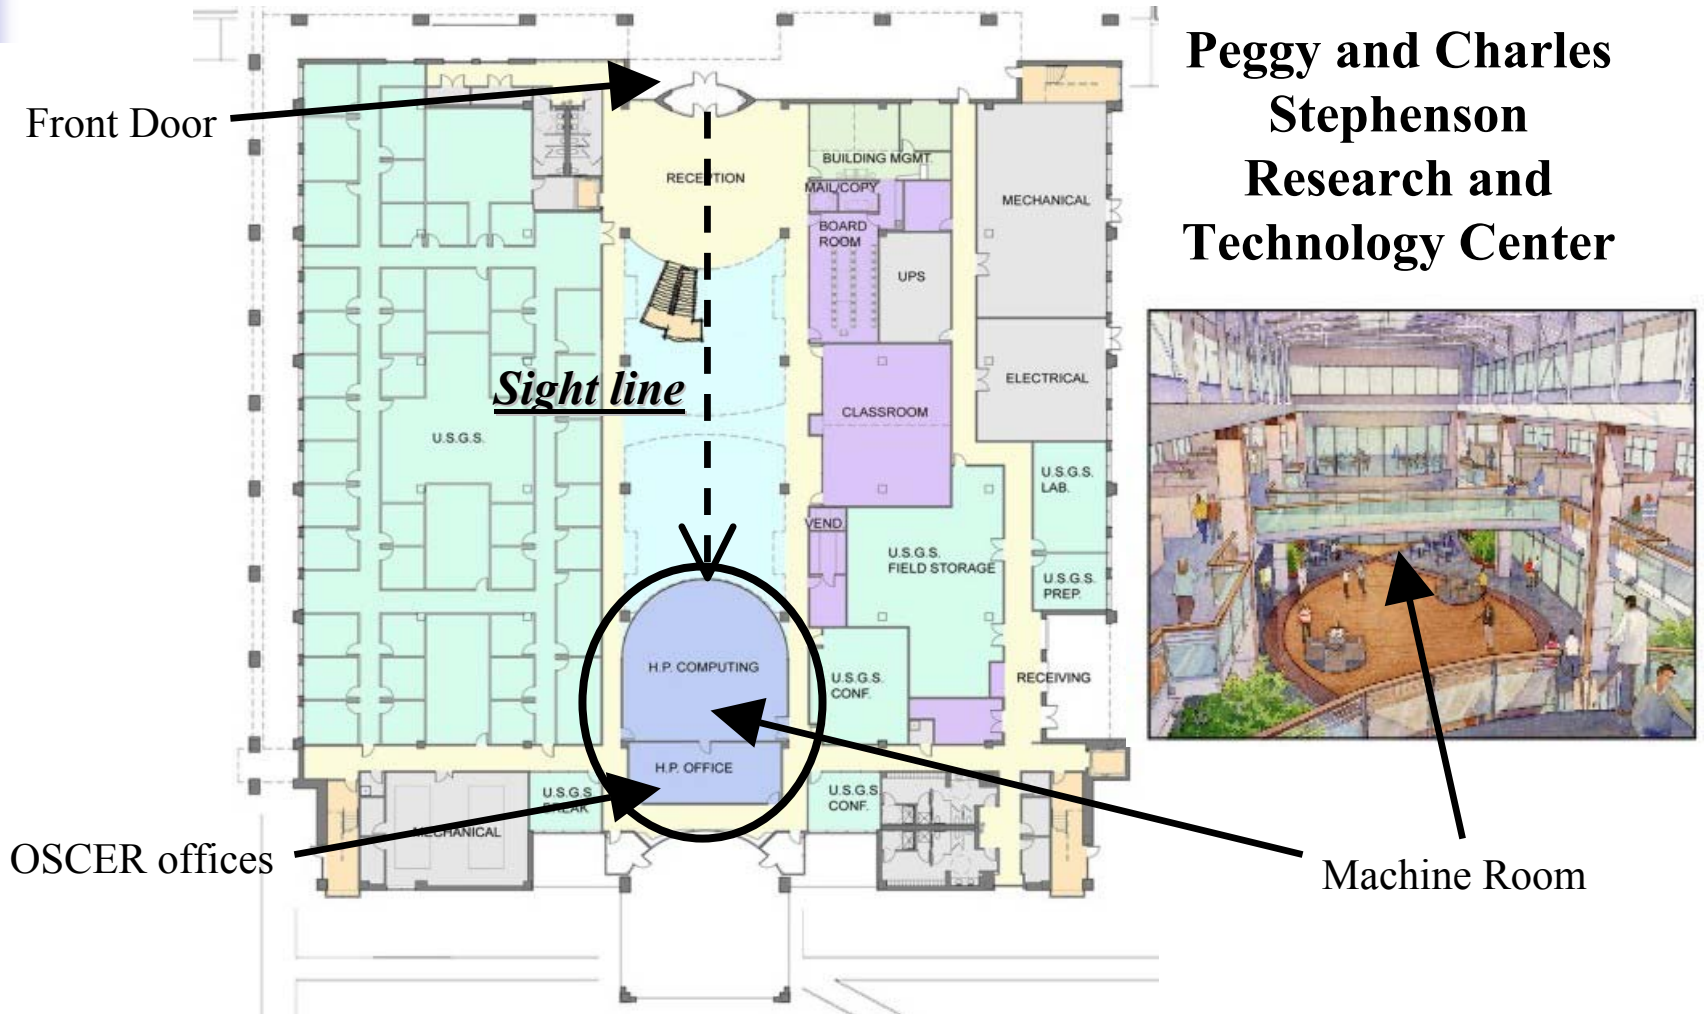 Peggy and Charles
Stephenson
Research and
Technology Center
Front Door
RECEPTION
BUILDING MGMT.
MAIL/COPY
BOARD
ROOM
UPS
MECHANICAL
ELECTRICAL
Sight line
U.S.G.S.
CLASSROOM
U.S.G.S.
LAB.
VEND.
U.S.G.S.
FIELD STORAGE
U.S.G.S.
PREP.
H.P. COMPUTING
U.S.G.S.
CONF.
RECEIVING
H.P. OFFICE
U.S.G.S.
BREAK
U.S.G.S.
CONF.
MECHANICAL
OSCER offices
Machine Room